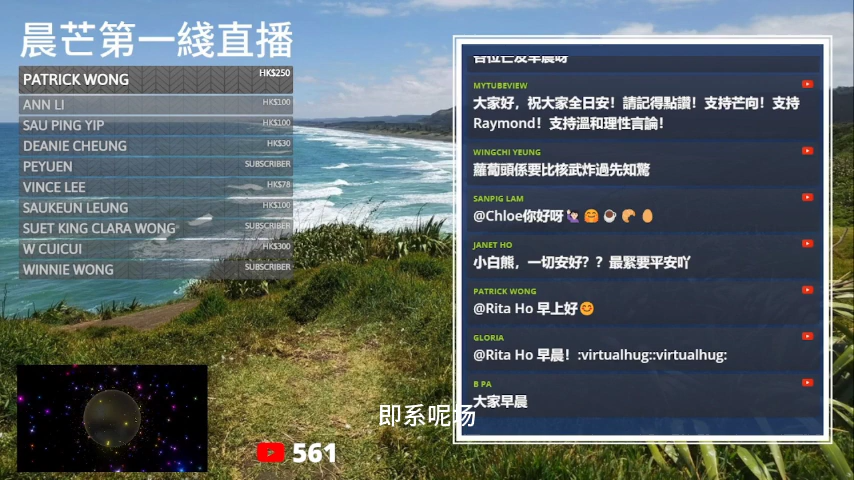 晨芒第一綫直播
PATRICK WONG HK$250
ANN LI HK$100
SAU PING YIP HK$100
DEANIE CHEUNG HK$30
PEYUEN SUBSCRIBER
VINCE LEE HK$78
SAUKEUN LEUNG HK$100
SUET KING CLARA WONG SUBSCRIBER
W CUICUI HK$300
WINNIE WONG SUBSCRIBER
各位芒友早晨呀
MYTUBEVIEW
大家好，祝大家全日安！請記得點讚！支持芒向！支持
Raymond！支持溫和理性言論！
WINGCHI YEUNG
蘿蔔頭係要比核武炸過先知驚
SANPIG LAM
@Chloe你好呀
JANET HO
小白熊，一切安好？？最緊要平安吖
PATRICK WONG
@Rita Ho 早上好
GLORIA
@Rita Ho 早晨！:virtualhug::virtualhug:
B PA
大家早晨
即系呢场
561